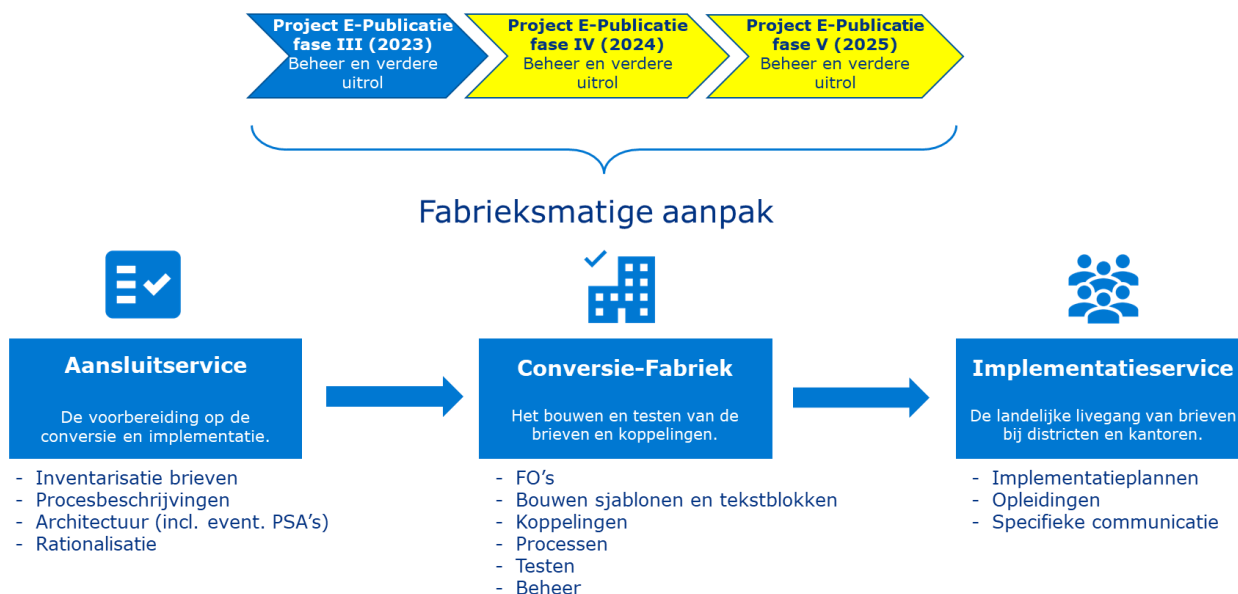 Project E-Publicatie
fase III (2023)
Beheer en verdere
uitrol
Project E-Publicatie
fase IV (2024)
Beheer en verdere
uitrol
Project E-Publicatie
fase V (2025)
Beheer en verdere
uitrol
Fabrieksmatige aanpak
Aansluitservice
De voorbereiding op de
conversie en implementatie.
- Inventarisatie brieven
- Procesbeschrijvingen
- Architectuur (incl. event. PSA’s)
- Rationalisatie
Conversie-Fabriek
Het bouwen en testen van de
brieven en koppelingen.
- FO’s
- Bouwen sjablonen en tekstblokken
- Koppelingen
- Processen
- Testen
- Beheer
Implementatieservice
De landelijke livegang van brieven
bij districten en kantoren.
- Implementatieplannen
- Opleidingen
- Specifieke communicatie